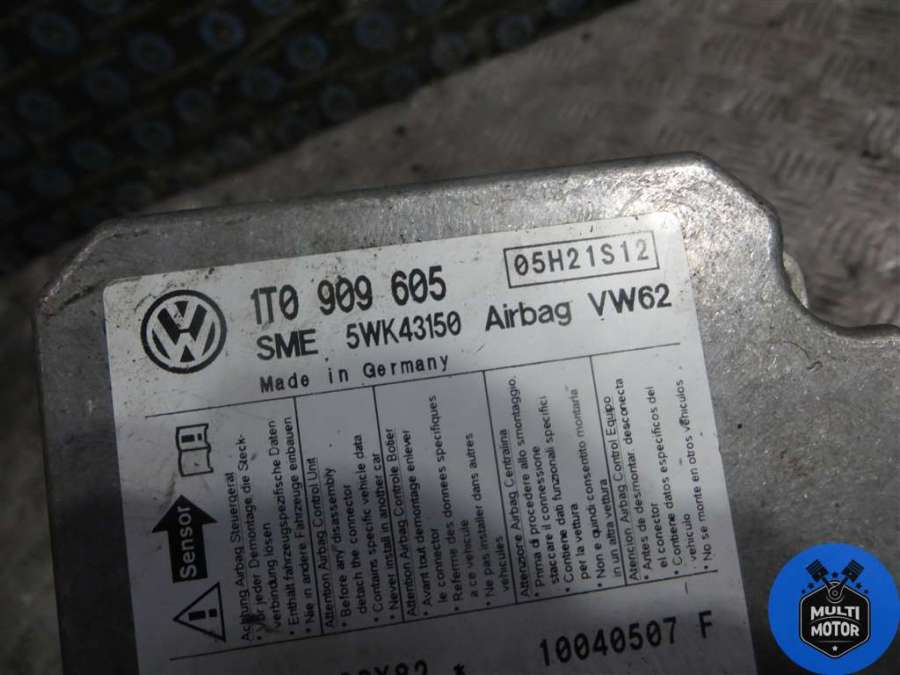 1T0 909 605
05H21S12
SME 5WK43150 Airbag VW62
Made in Germany
Sensor
Achtung Airbag Steuergerät
• Vor jeder Demontage die Steck-
verbindung lösen
• Enthält fahrzeugspezifische Daten
• Nie in andere Fahrzeuge einbauen
Attention Airbag Control Unit
• Before any disassembly
detach the connector
• Contains specific vehicle data
• Never install in another car
Attention Airbag Controle Boitier
• Avant tout demontage enlever
le connector
• Referme des donnees specifiques
a ce vehicule
• Ne pas installer dans autres
vehicules
Attenzione Airbag Centralina
• Prima di procedere allo smontaggio,
staccare il connessione
• Contiene dati funzionali specifici
per la vettura
• Non e quindi consentito montarla
in un altra vettura
Atencion Airbag Control Equipo
• Antes de desmontar desconecta
el conector
• Contiene datos especificos del
vehiculo
• No se monte en otros vehiculos
10040507 F
MULTI
MOTOR